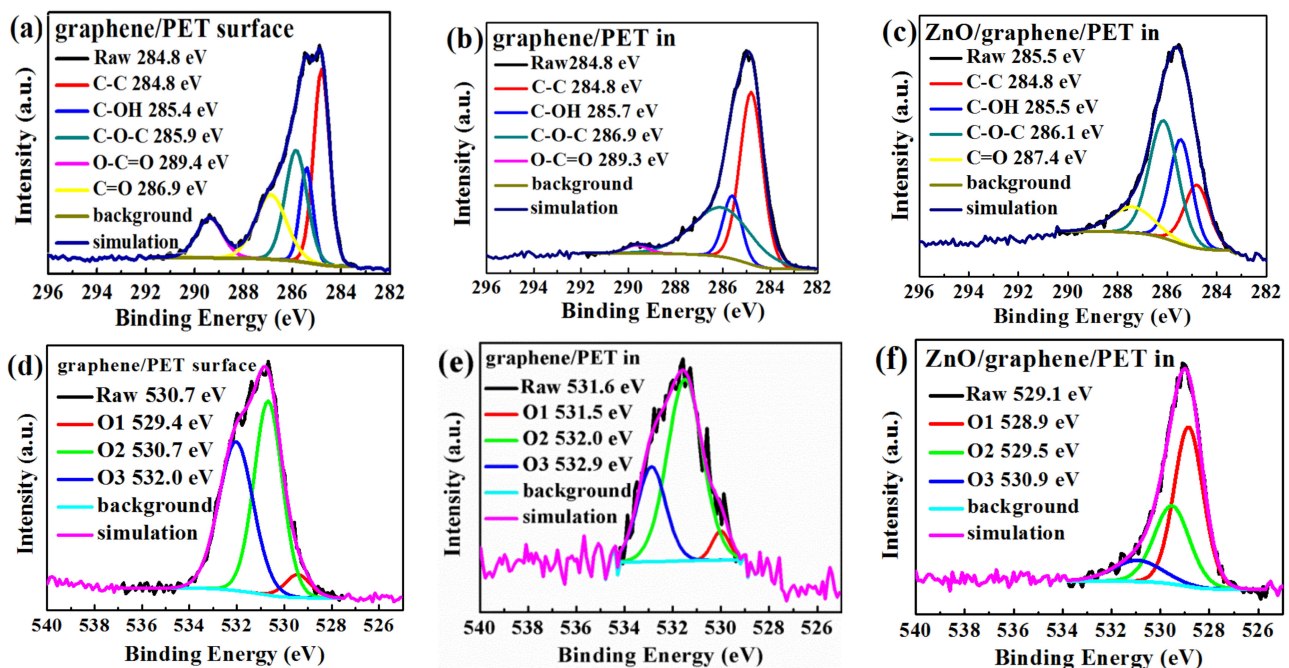 (a) graphene/PET surface
Raw 284.8 eV
C-C 284.8 eV
C-OH 285.4 eV
C-O-C 285.9 eV
O-C=O 289.4 eV
C=O 286.9 eV
background
simulation
Intensity (a.u.)
296 294 292 290 288 286 284 282
Binding Energy (eV)
(b) graphene/PET in
Raw284.8 eV
C-C 284.8 eV
C-OH 285.7 eV
C-O-C 286.9 eV
O-C=O 289.3 eV
background
simulation
Intensity (a.u.)
296 294 292 290 288 286 284 282
Binding Energy (eV)
(c) ZnO/graphene/PET in
Raw 285.5 eV
C-C 284.8 eV
C-OH 285.5 eV
C-O-C 286.1 eV
C=O 287.4 eV
background
simulation
Intensity (a.u.)
296 294 292 290 288 286 284 282
Binding Energy (eV)
(d) graphene/PET surface
Raw 530.7 eV
O1 529.4 eV
O2 530.7 eV
O3 532.0 eV
background
simulation
Intensity (a.u.)
540 538 536 534 532 530 528 526
Binding Energy (eV)
(e) graphene/PET in
Raw 531.6 eV
O1 531.5 eV
O2 532.0 eV
O3 532.9 eV
background
simulation
Intensity (a.u.)
540 538 536 534 532 530 528 526
Binding Energy (eV)
(f) ZnO/graphene/PET in
Raw 529.1 eV
O1 528.9 eV
O2 529.5 eV
O3 530.9 eV
background
simulation
Intensity (a.u.)
540 538 536 534 532 530 528 526
Binding Energy (eV)